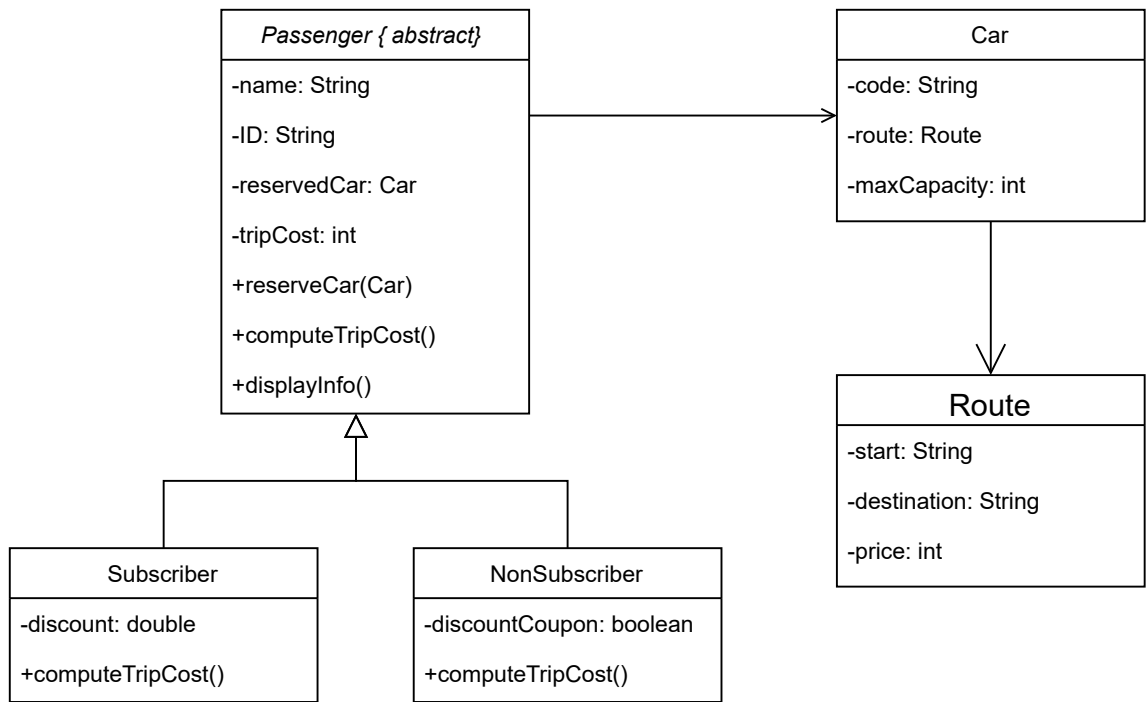 Passenger { abstract}
-name: String
-ID: String
-reservedCar: Car
-tripCost: int
+reserveCar(Car)
+computeTripCost()
+displayInfo()
Car
-code: String
-route: Route
-maxCapacity: int
Route
-start: String
-destination: String
-price: int
Subscriber
-discount: double
+computeTripCost()
NonSubscriber
-discountCoupon: boolean
+computeTripCost()